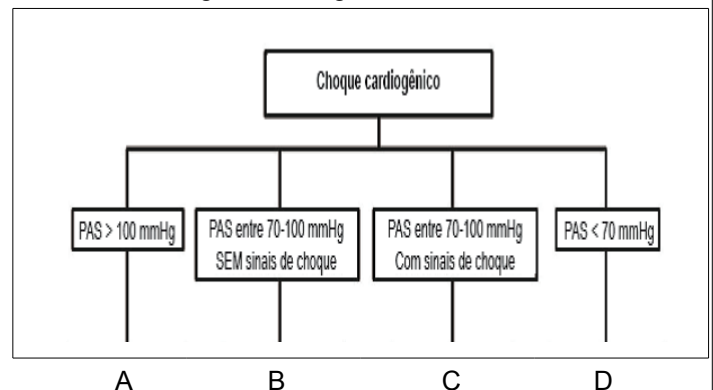 Choque cardiogênico
PAS > 100 mmHg
PAS entre 70-100 mmHg
SEM sinais de choque
PAS entre 70-100 mmHg
Com sinais de choque
PAS < 70 mmHg
A B C D